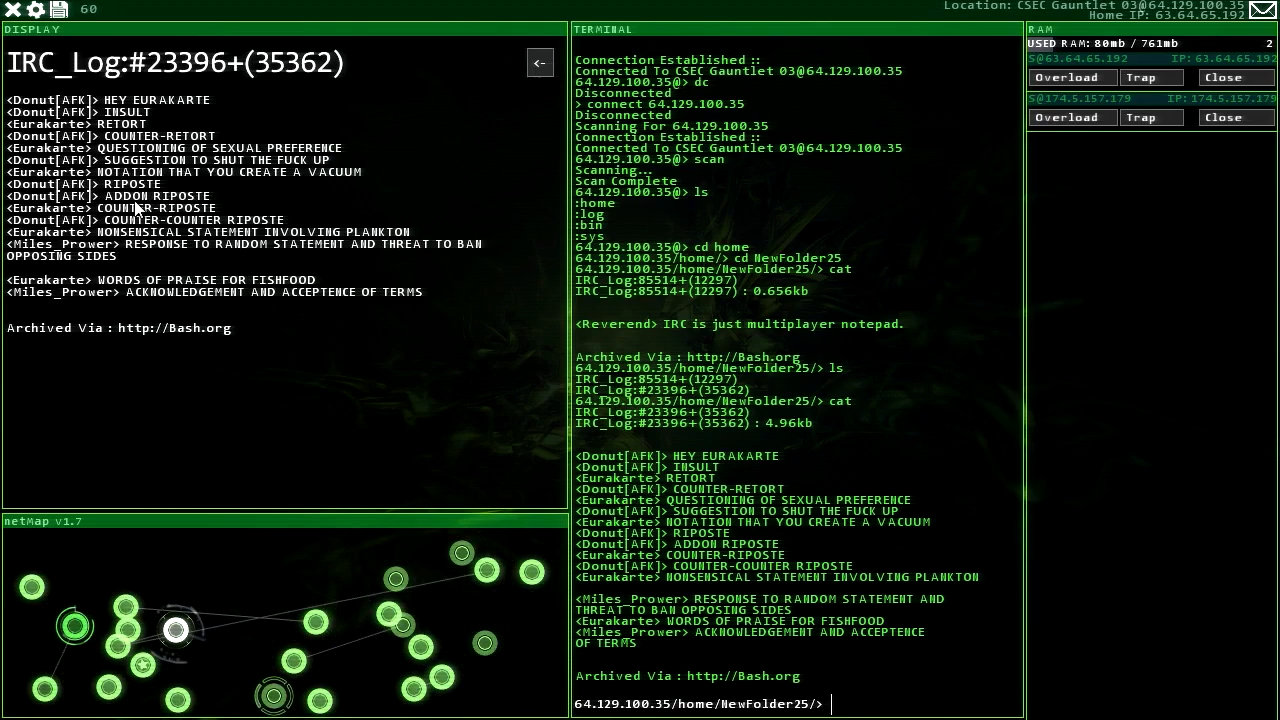 60
Location: CSEC Gauntlet 03@64.129.100.35
Home IP: 63.64.65.192
DISPLAY
IRC_Log:#23396+(35362)
<-
<Donut[AFK]> HEY EURAKARTE
<Donut[AFK]> INSULT
<Eurakarte> RETORT
<Donut[AFK]> COUNTER-RETORT
<Eurakarte> QUESTIONING OF SEXUAL PREFERENCE
<Donut[AFK]> SUGGESTION TO SHUT THE FUCK UP
<Eurakarte> NOTATION THAT YOU CREATE A VACUUM
<Donut[AFK]> RIPOSTE
<Donut[AFK]> ADDON RIPOSTE
<Eurakarte> COUNTER-RIPOSTE
<Donut[AFK]> COUNTER-COUNTER RIPOSTE
<Eurakarte> NONSENSICAL STATEMENT INVOLVING PLANKTON
<Miles_Prower> RESPONSE TO RANDOM STATEMENT AND THREAT TO BAN
OPPOSING SIDES
<Eurakarte> WORDS OF PRAISE FOR FISHFOOD
<Miles_Prower> ACKNOWLEDGEMENT AND ACCEPTENCE OF TERMS
Archived Via : http://Bash.org
netMap v1.7
TERMINAL
Connection Established ::
Connected To CSEC Gauntlet 03@64.129.100.35
64.129.100.35@> dc
Disconnected
> connect 64.129.100.35
Disconnected
Scanning For 64.129.100.35
Connection Established ::
Connected To CSEC Gauntlet 03@64.129.100.35
64.129.100.35@> scan
Scanning...
Scan Complete
64.129.100.35@> ls
:home
:log
:bin
:sys
64.129.100.35@> cd home
64.129.100.35/home/> cd NewFolder25
64.129.100.35/home/NewFolder25/> cat
IRC_Log:85514+(12297)
IRC_Log:85514+(12297) : 0.656kb
<Reverend> IRC is just multiplayer notepad.
Archived Via : http://Bash.org
64.129.100.35/home/NewFolder25/> ls
IRC_Log:85514+(12297)
IRC_Log:#23396+(35362)
64.129.100.35/home/NewFolder25/> cat
IRC_Log:#23396+(35362)
IRC_Log:#23396+(35362) : 4.96kb
<Donut[AFK]> HEY EURAKARTE
<Donut[AFK]> INSULT
<Eurakarte> RETORT
<Donut[AFK]> COUNTER-RETORT
<Eurakarte> QUESTIONING OF SEXUAL PREFERENCE
<Donut[AFK]> SUGGESTION TO SHUT THE FUCK UP
<Eurakarte> NOTATION THAT YOU CREATE A VACUUM
<Donut[AFK]> RIPOSTE
<Donut[AFK]> ADDON RIPOSTE
<Eurakarte> COUNTER-RIPOSTE
<Donut[AFK]> COUNTER-COUNTER RIPOSTE
<Eurakarte> NONSENSICAL STATEMENT INVOLVING PLANKTON
<Miles_Prower> RESPONSE TO RANDOM STATEMENT AND
THREAT TO BAN OPPOSING SIDES
<Eurakarte> WORDS OF PRAISE FOR FISHFOOD
<Miles_Prower> ACKNOWLEDGEMENT AND ACCEPTENCE
OF TERMS
Archived Via : http://Bash.org
64.129.100.35/home/NewFolder25/>
RAM
USED RAM: 80mb / 761mb 2
S@63.64.65.192 IP: 63.64.65.192
Overload Trap Close
S@174.5.157.179 IP: 174.5.157.179
Overload Trap Close